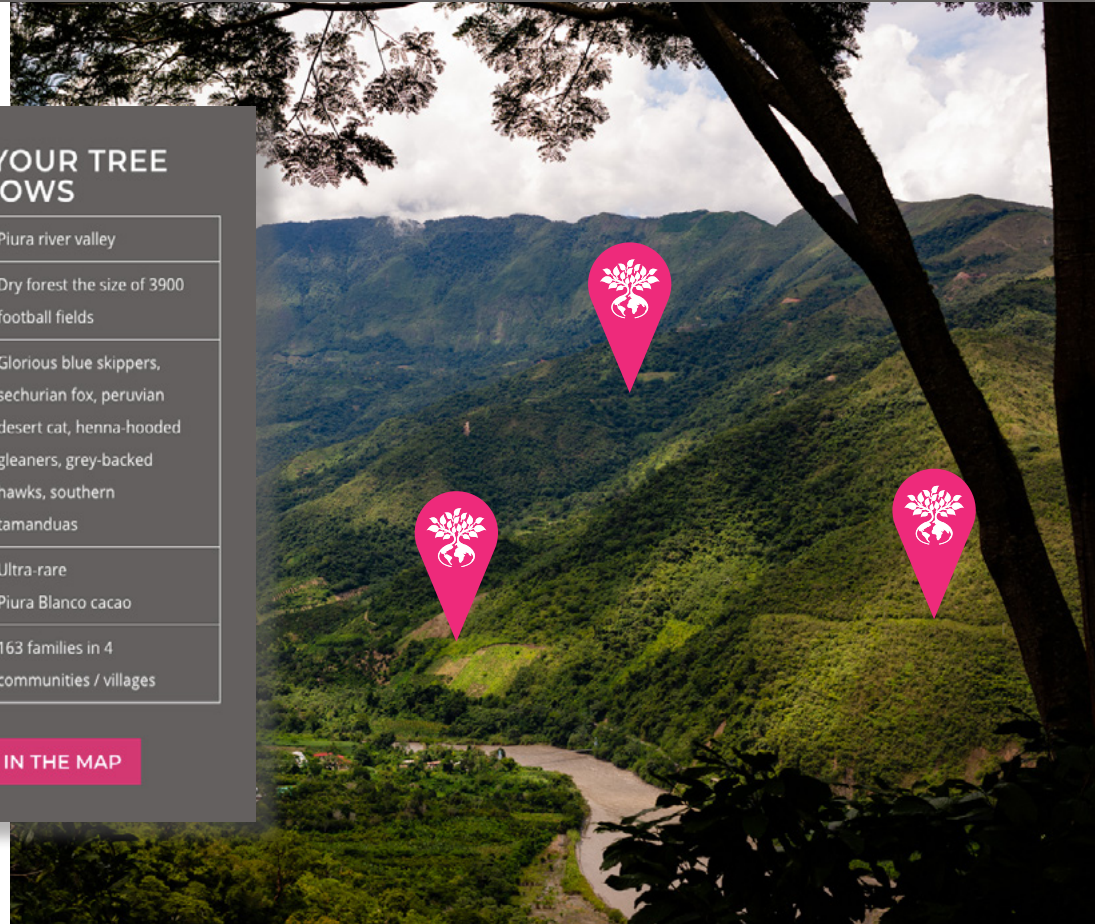 YOUR TREE
OWS
Piura river valley
Dry forest the size of 3900
football fields
Glorious blue skippers,
sechurian fox, peruvian
desert cat, henna-hooded
gleaners, grey-backed
hawks, southern
tamanduas
Ultra-rare
Piura Blanco cacao
163 families in 4
communities / villages
IN THE MAP